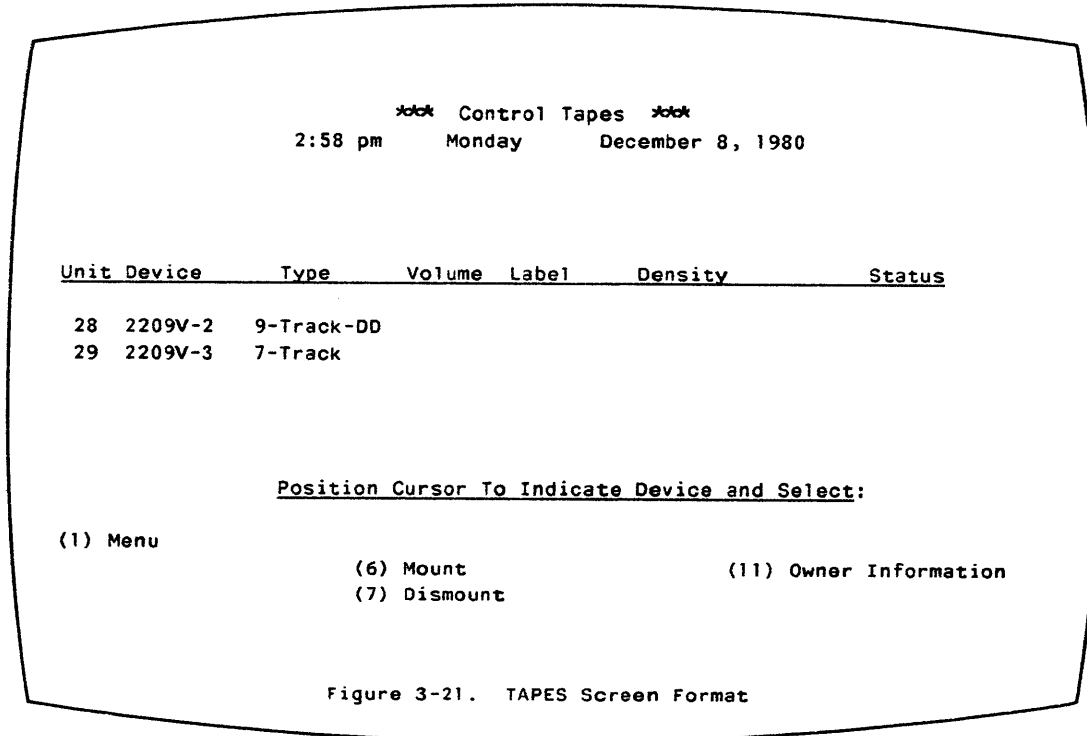 *** Control Tapes ***
2:58 pm Monday December 8, 1980
Unit Device Type Volume Label Density Status
28 2209V-2 9-Track-DD
29 2209V-3 7-Track
Position Cursor To Indicate Device and Select:
(1) Menu
(6) Mount (11) Owner Information
(7) Dismount
Figure 3-21. TAPES Screen Format